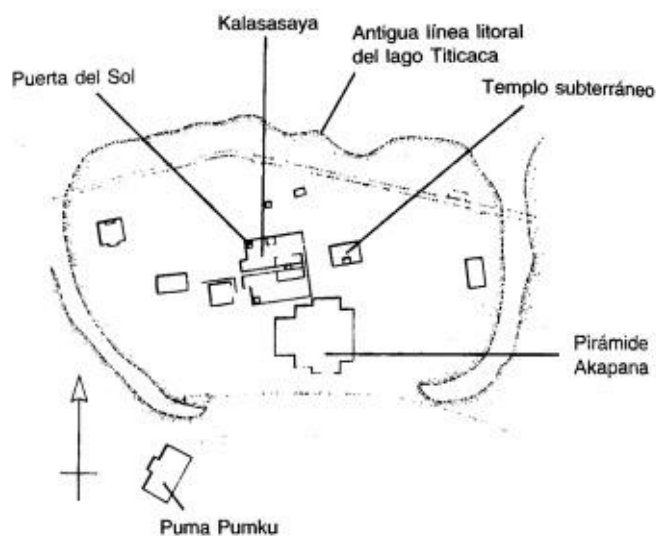 Kalasasaya
Antigua línea litoral
del lago Titicaca
Puerta del Sol
Templo subterráneo
Pirámide
Akapana
Puma Pumku